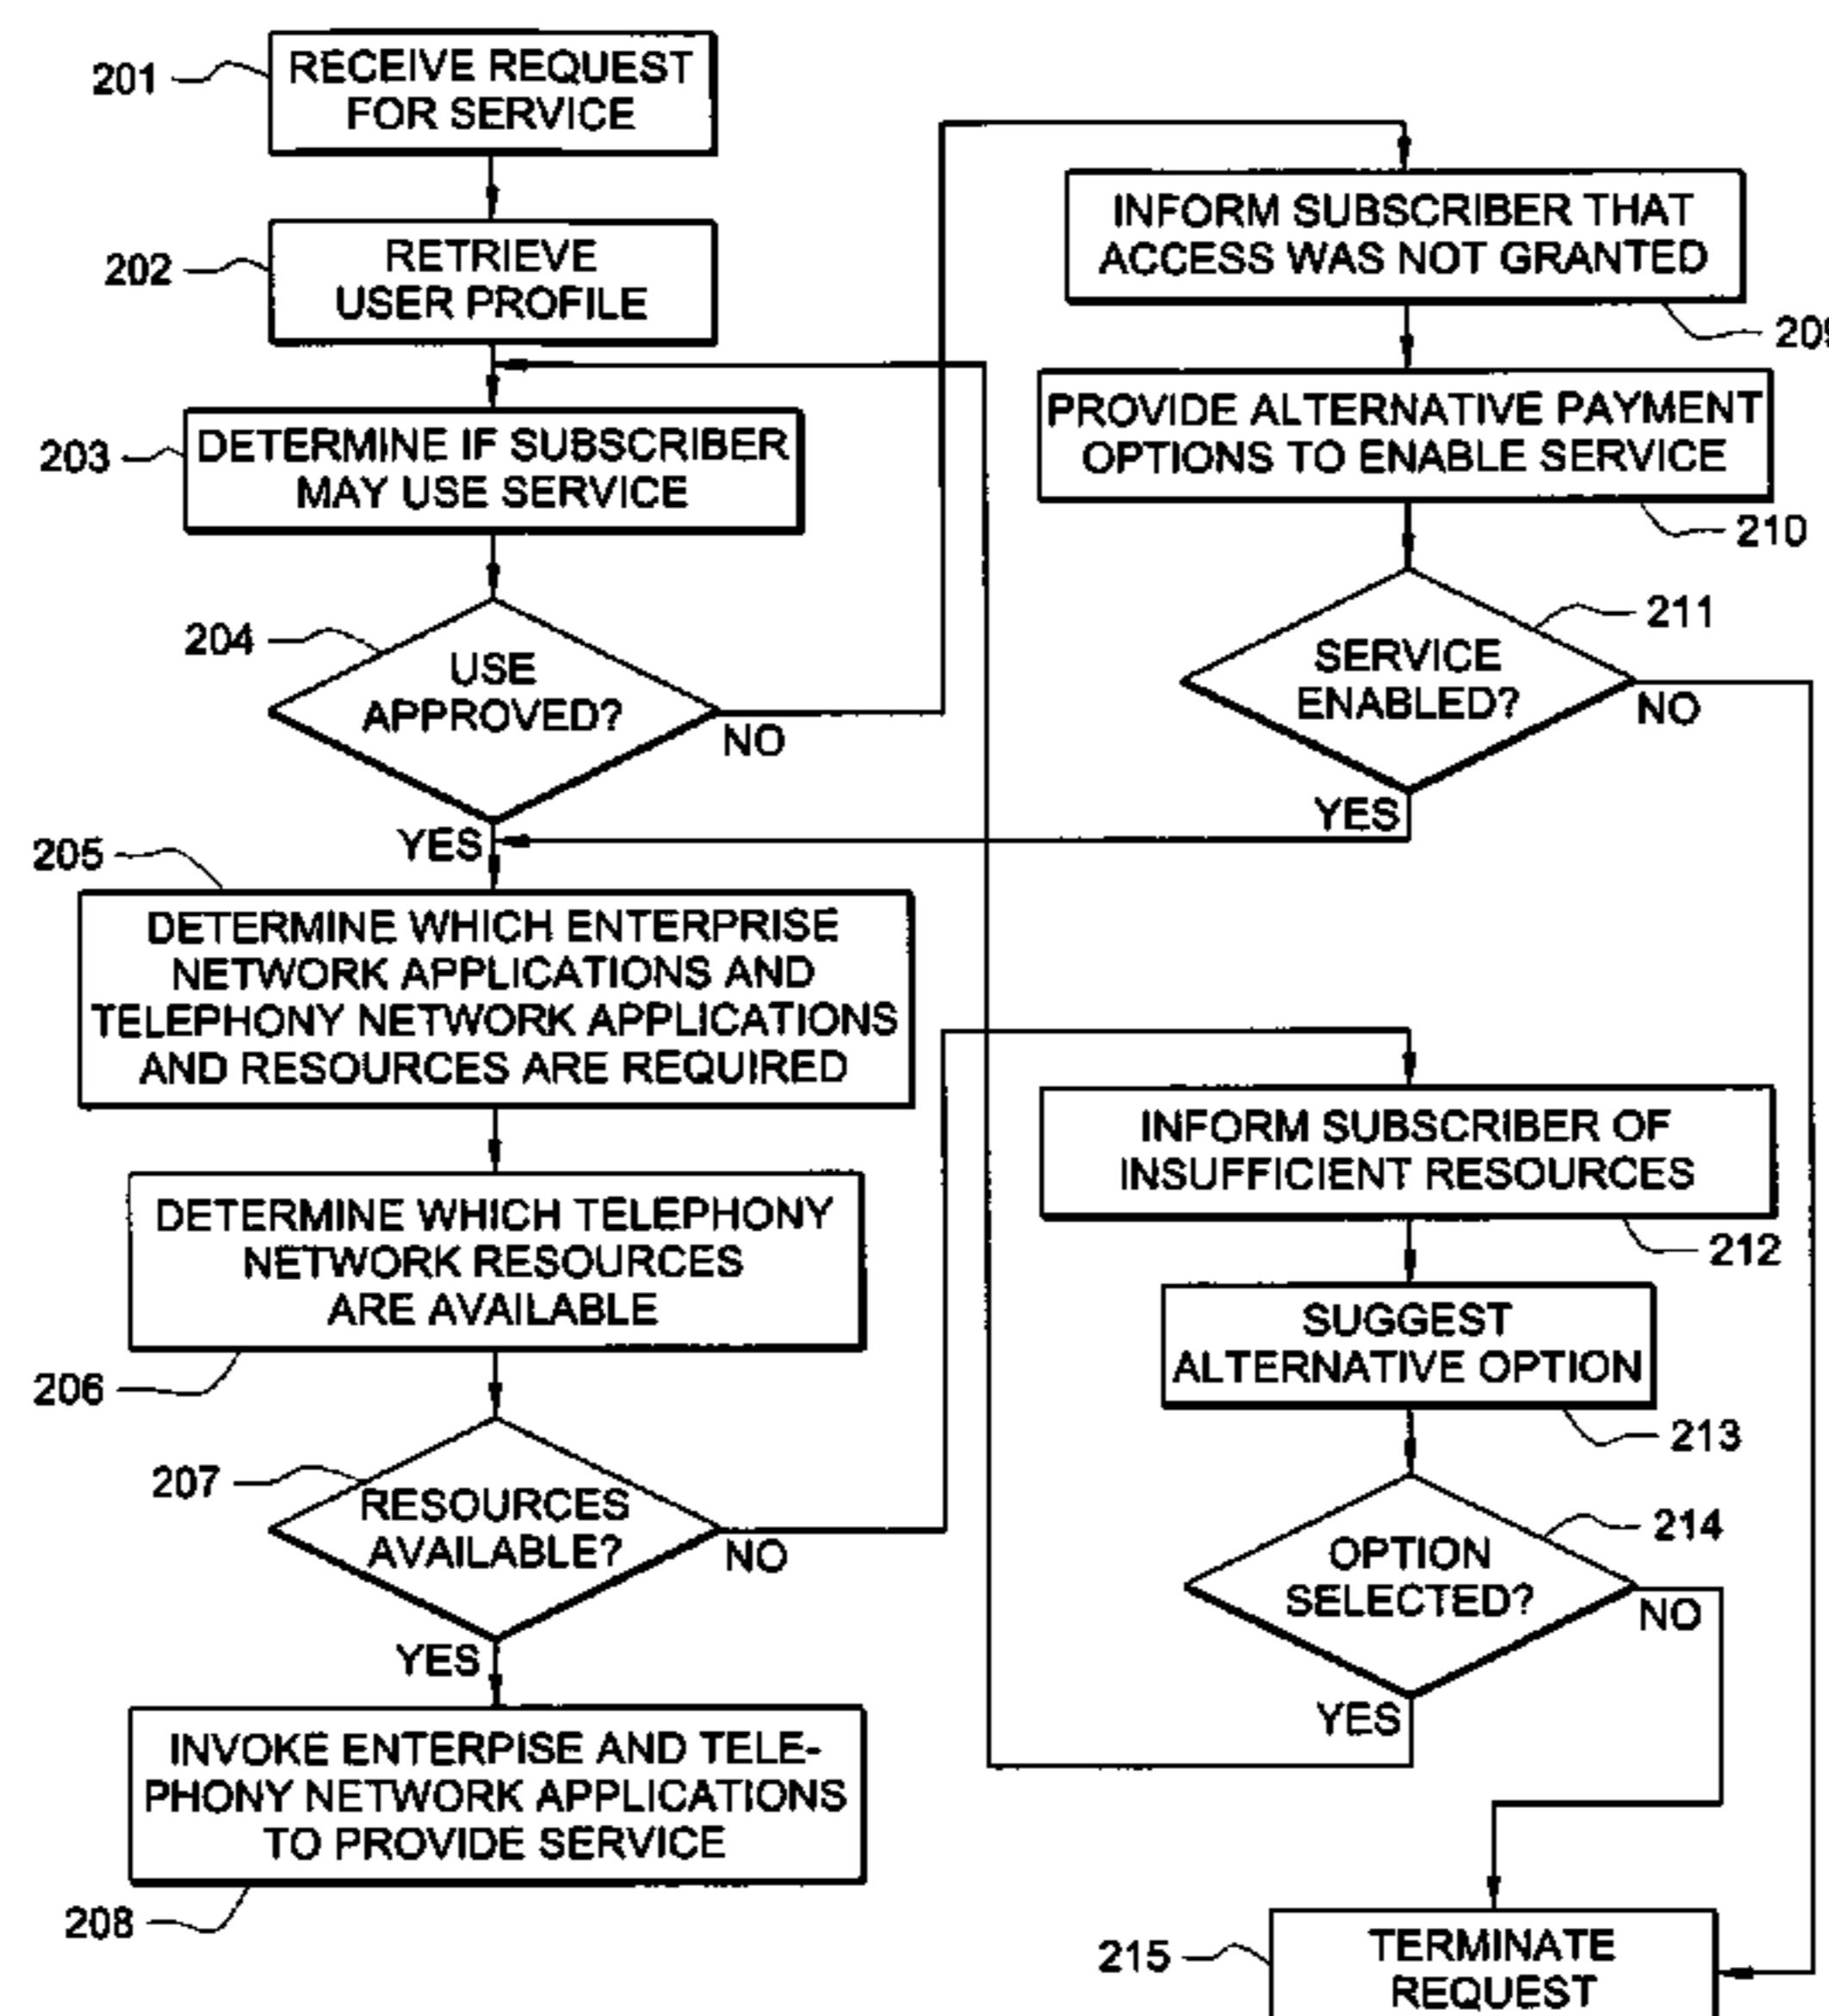 201
RECEIVE REQUEST
FOR SERVICE
202
RETRIEVE
USER PROFILE
203
DETERMINE IF SUBSCRIBER
MAY USE SERVICE
204
USE
APPROVED?
NO
YES
205
DETERMINE WHICH ENTERPRISE
NETWORK APPLICATIONS AND
TELEPHONY NETWORK APPLICATIONS
AND RESOURCES ARE REQUIRED
DETERMINE WHICH TELEPHONY
NETWORK RESOURCES
ARE AVAILABLE
206
207
RESOURCES
AVAILABLE?
NO
YES
INVOKE ENTERPISE AND TELE-
PHONY NETWORK APPLICATIONS
TO PROVIDE SERVICE
208
INFORM SUBSCRIBER THAT
ACCESS WAS NOT GRANTED
209
PROVIDE ALTERNATIVE PAYMENT
OPTIONS TO ENABLE SERVICE
210
211
SERVICE
ENABLED?
NO
YES
INFORM SUBSCRIBER OF
INSUFFICIENT RESOURCES
212
SUGGEST
ALTERNATIVE OPTION
213
214
OPTION
SELECTED?
NO
YES
215
TERMINATE
REQUEST